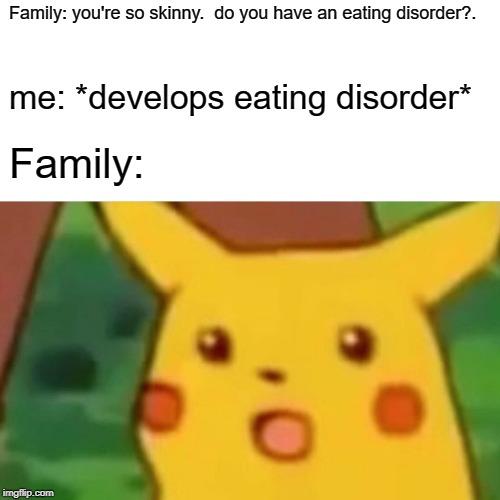 Family: you're so skinny.  do you have an eating disorder?.
me: *develops eating disorder*
Family:
imgflip.com